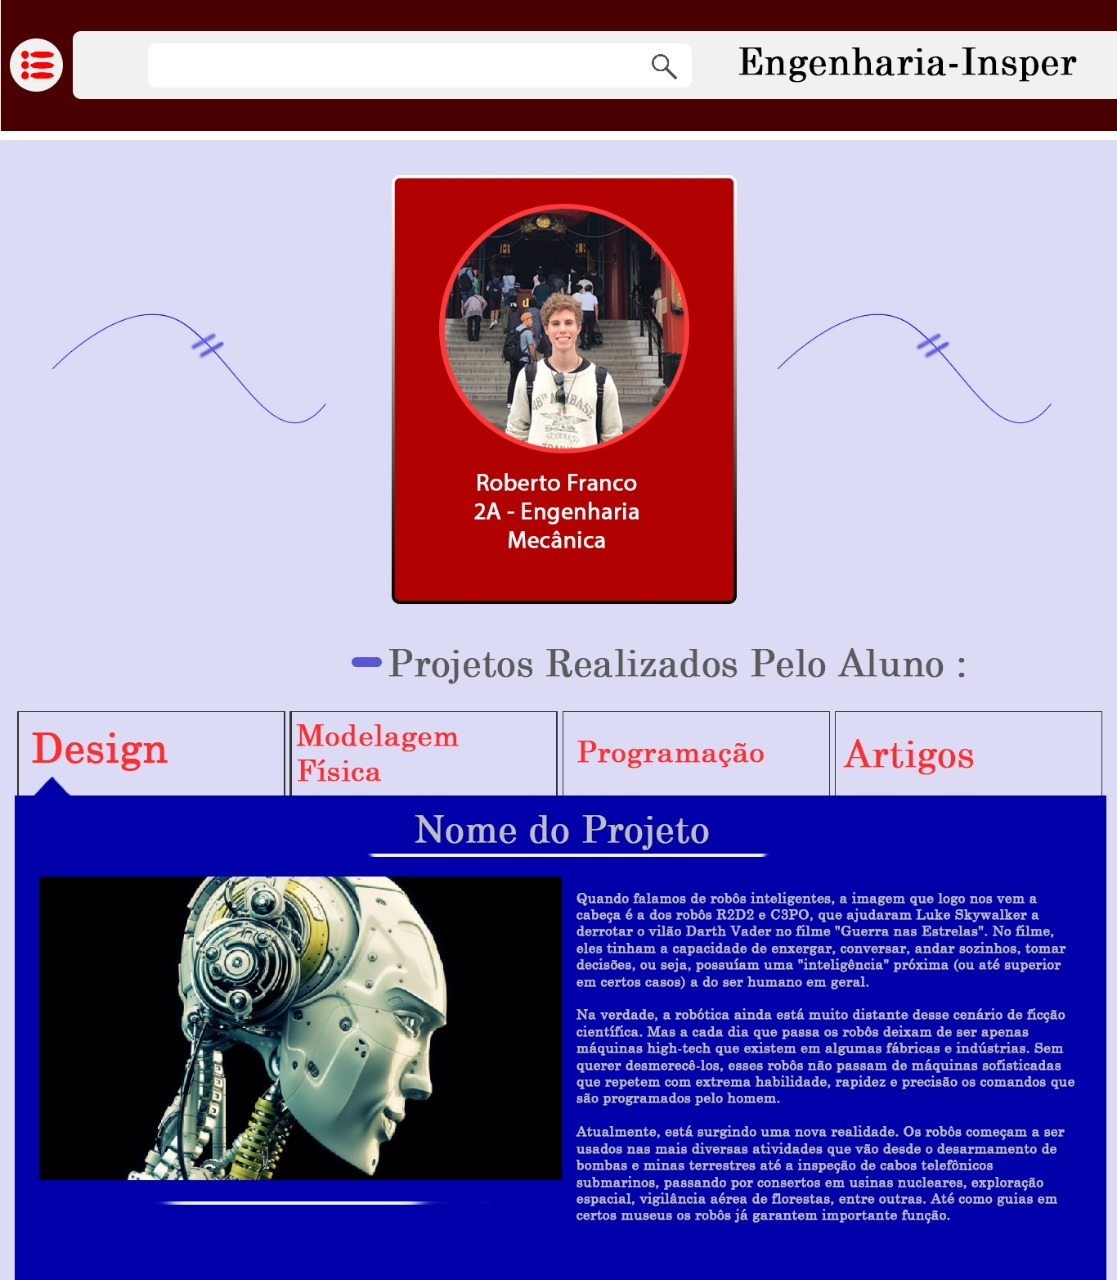 Engenharia-Insper
48th AIRBASE
Roberto Franco
2A - Engenharia
Mecânica
Projetos Realizados Pelo Aluno :
Design
Modelagem
Física
Programação
Artigos
Nome do Projeto
Quando falamos de robôs inteligentes, a imagem que logo nos vem a
cabeça é a dos robôs R2D2 e C3PO, que ajudaram Luke Skywalker a
derrotar o vilão Darth Vader no filme "Guerra nas Estrelas". No filme,
eles tinham a capacidade de enxergar, conversar, andar sozinhos, tomar
decisões, ou seja, possuíam uma "inteligência" próxima (ou até superior
em certos casos) a do ser humano em geral.
Na verdade, a robótica ainda está muito distante desse cenário de ficção
científica. Mas a cada dia que passa os robôs deixam de ser apenas
máquinas high-tech que existem em algumas fábricas e indústrias. Sem
querer desmerecê-los, esses robôs não passam de máquinas sofisticadas
que repetem com extrema habilidade, rapidez e precisão os comandos que
são programados pelo homem.
Atualmente, está surgindo uma nova realidade. Os robôs começam a ser
usados nas mais diversas atividades que vão desde o desarmamento de
bombas e minas terrestres até a inspeção de cabos telefônicos
submarinos, passando por consertos em usinas nucleares, exploração
espacial, vigilância aérea de florestas, entre outras. Até como guias em
certos museus os robôs já garantem importante função.